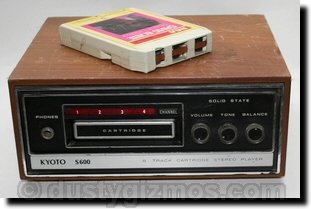 SOLID STATE
1 2 3 4 CHANNEL
PHONES
VOLUME TONE BALANCE
CARTRIDGE
KYOTO S600
8 TRACK CARTRIDGE STEREO PLAYER
© dustygizmos.com